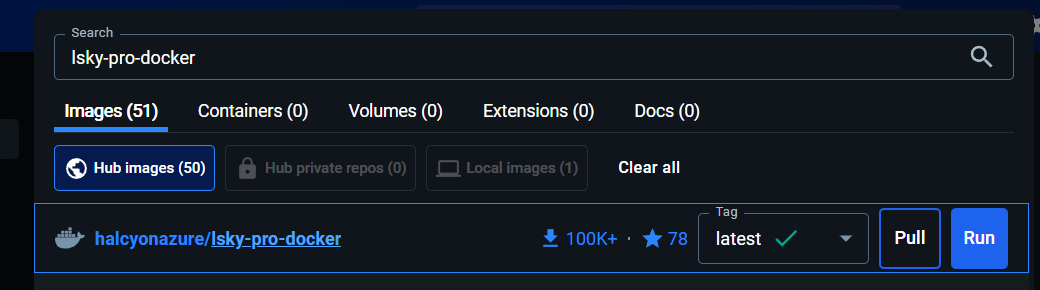 Search
lsky-pro-docker
Images (51) Containers (0) Volumes (0) Extensions (0) Docs (0)
Hub images (50) Hub private repos (0) Local images (1) Clear all
halcyonazure/lsky-pro-docker 100K+ · 78 Tag latest Pull Run